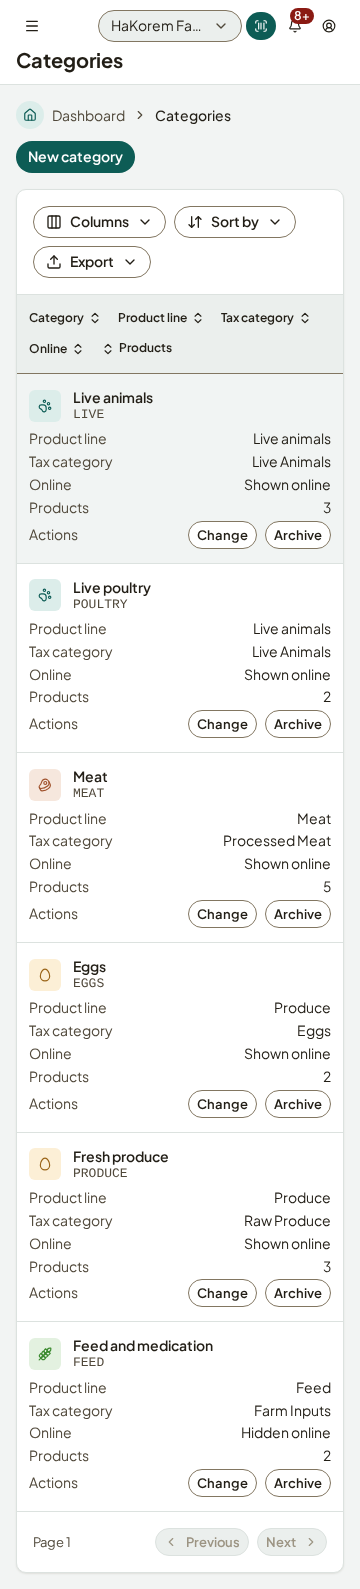 HaKorem Fa...
8+
Categories
Dashboard
Categories
New category
Columns
Sort by
Export
Category
Product line
Tax category
Online
Products
Live animals
LIVE
Product line
Live animals
Tax category
Live Animals
Online
Shown online
Products
3
Actions
Change
Archive
Live poultry
POULTRY
Product line
Live animals
Tax category
Live Animals
Online
Shown online
Products
2
Actions
Change
Archive
Meat
MEAT
Product line
Meat
Tax category
Processed Meat
Online
Shown online
Products
5
Actions
Change
Archive
Eggs
EGGS
Product line
Produce
Tax category
Eggs
Online
Shown online
Products
2
Actions
Change
Archive
Fresh produce
PRODUCE
Product line
Produce
Tax category
Raw Produce
Online
Shown online
Products
3
Actions
Change
Archive
Feed and medication
FEED
Product line
Feed
Tax category
Farm Inputs
Online
Hidden online
Products
2
Actions
Change
Archive
Page 1
Previous
Next